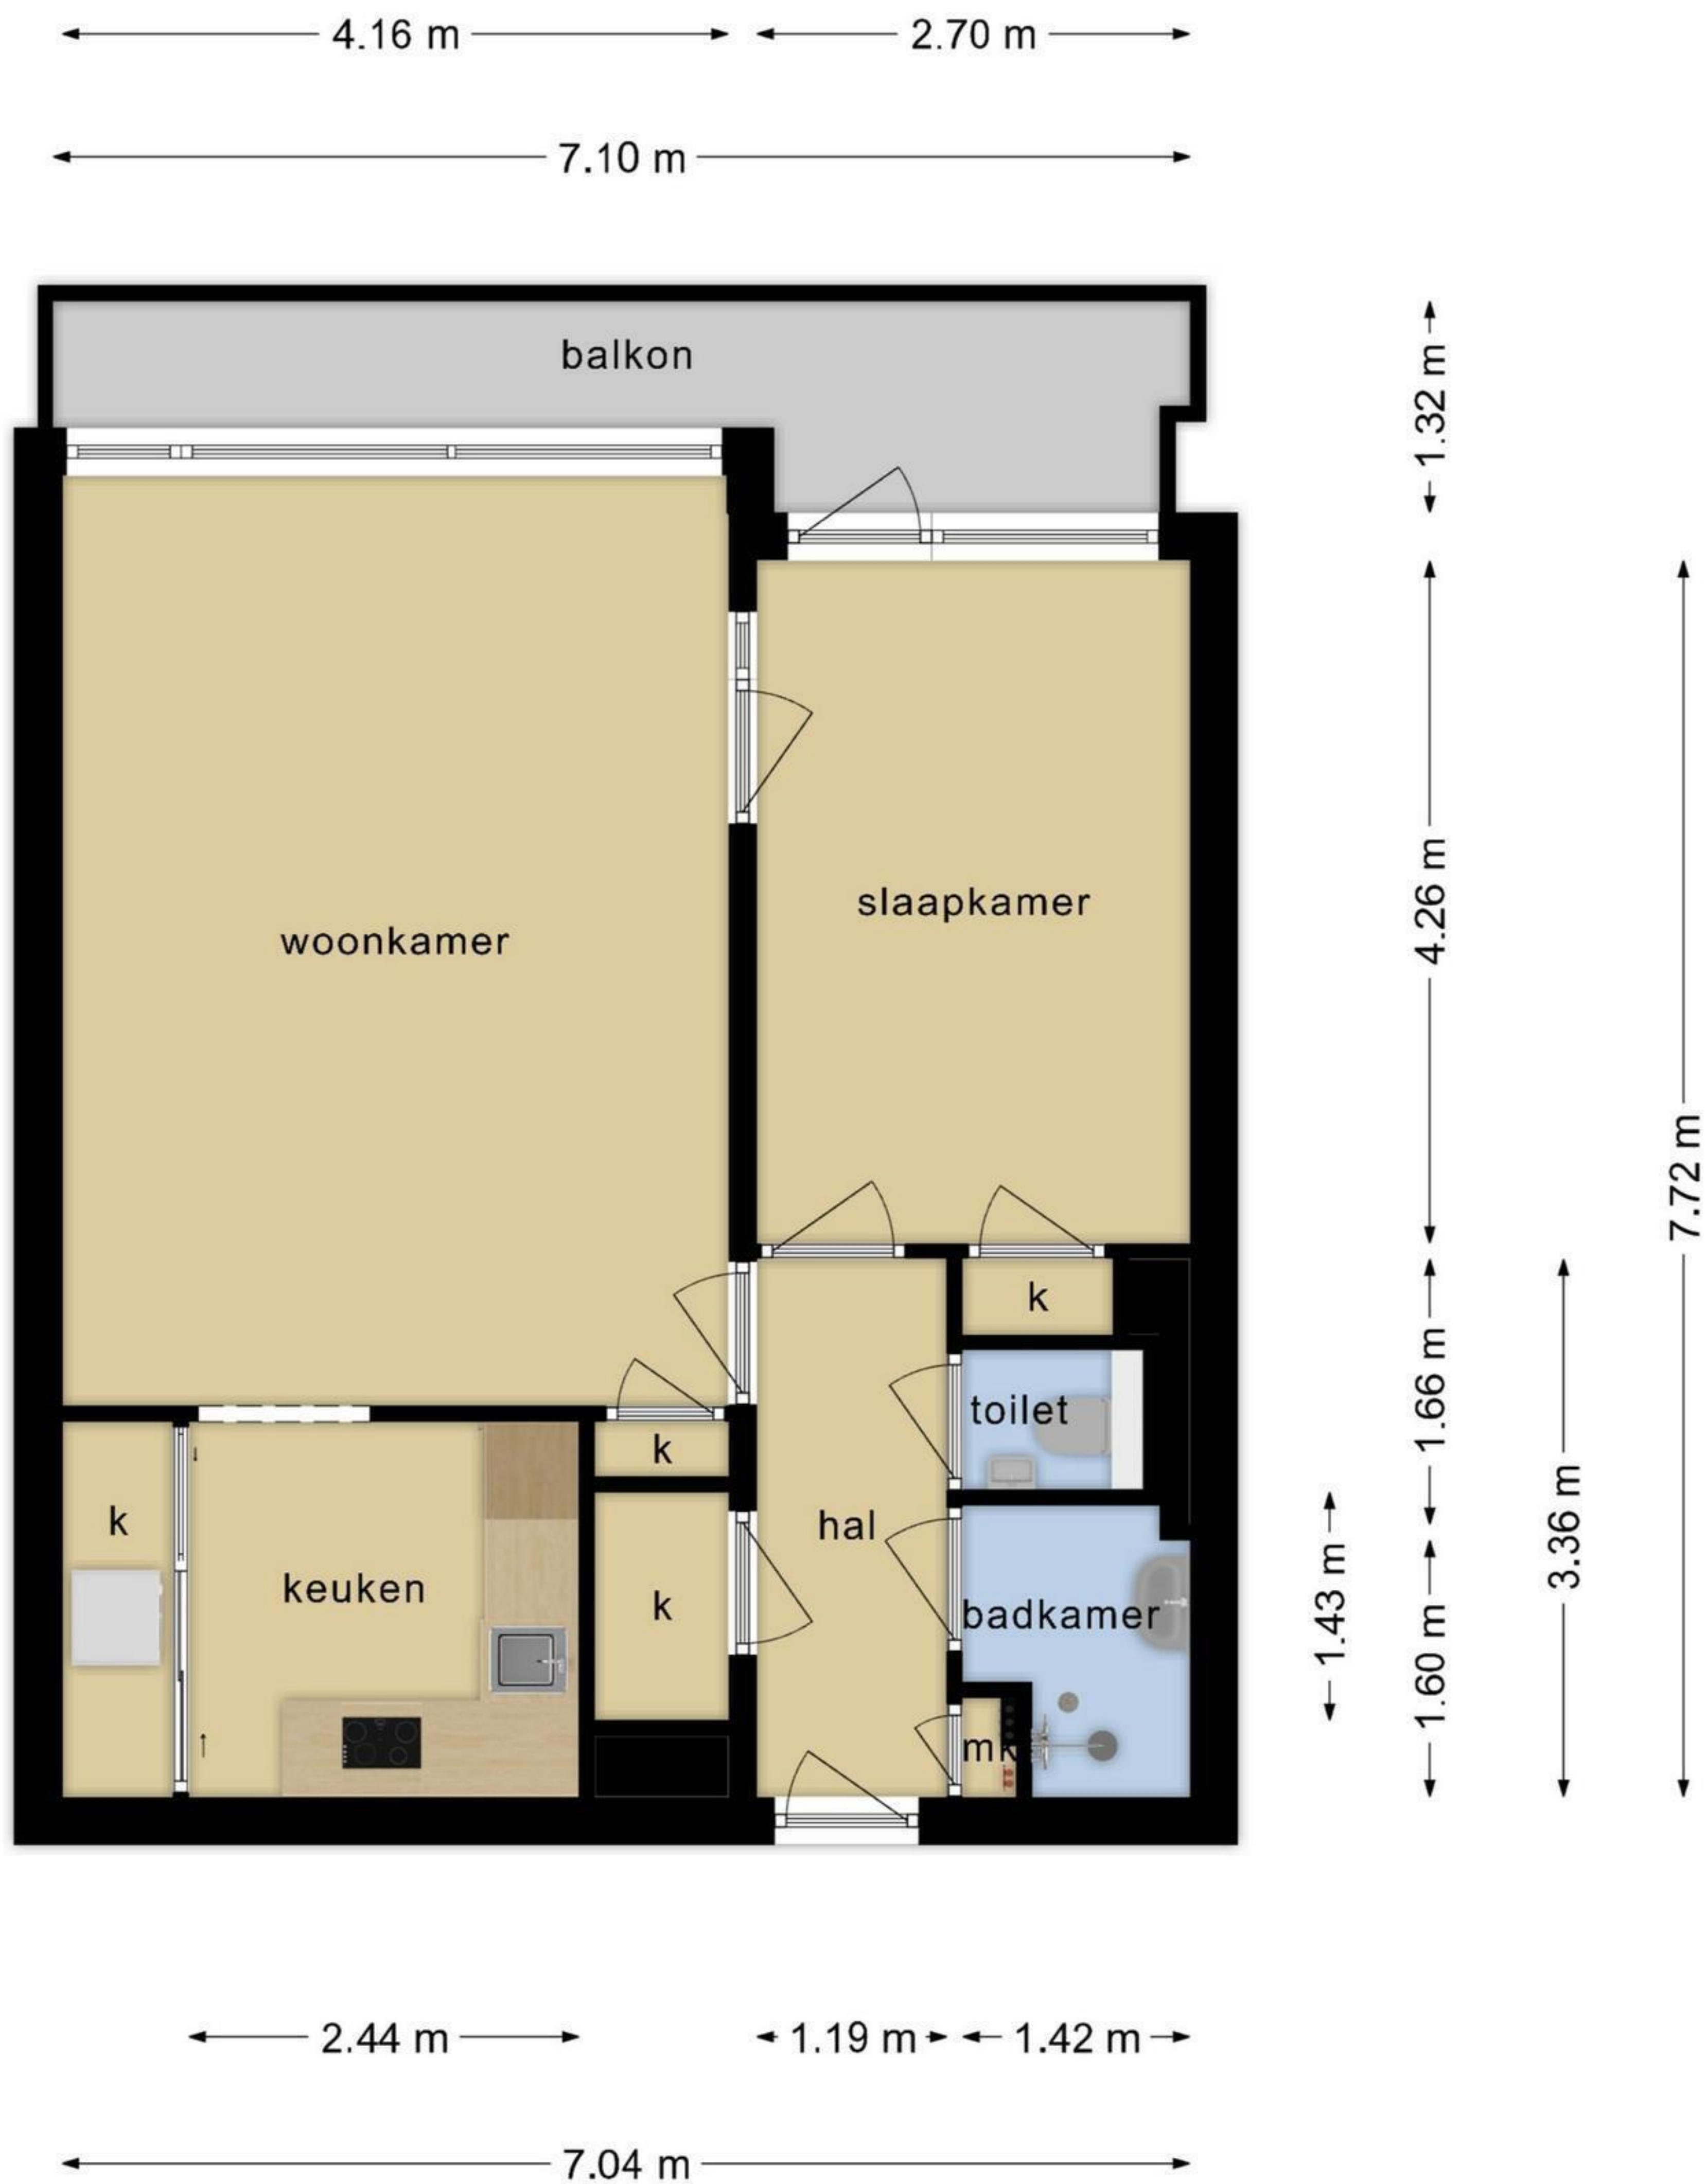 4.16 m
2.70 m
7.10 m
balkon
1.32 m
woonkamer
slaapkamer
4.26 m
7.72 m
k
toilet
1.66 m
k
k
hal
3.36 m
keuken
k
badkamer
1.43 m
1.60 m
mk
2.44 m
1.19 m
1.42 m
7.04 m